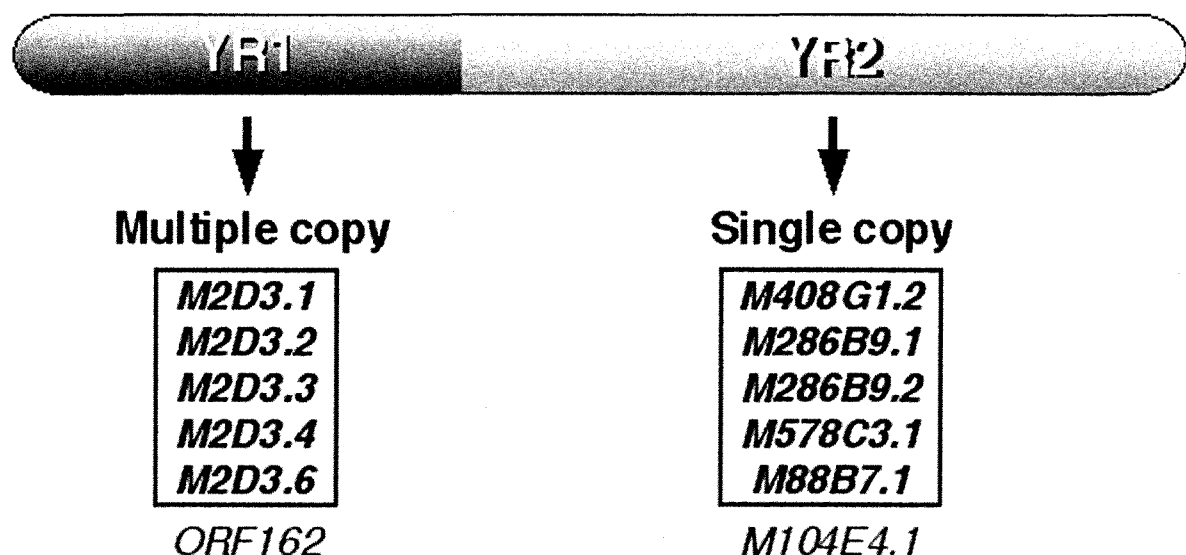 YR1
YR2
Multiple copy
M2D3.1
M2D3.2
M2D3.3
M2D3.4
M2D3.6
ORF162
Single copy
M408G1.2
M286B9.1
M286B9.2
M578C3.1
M88B7.1
M104E4.1